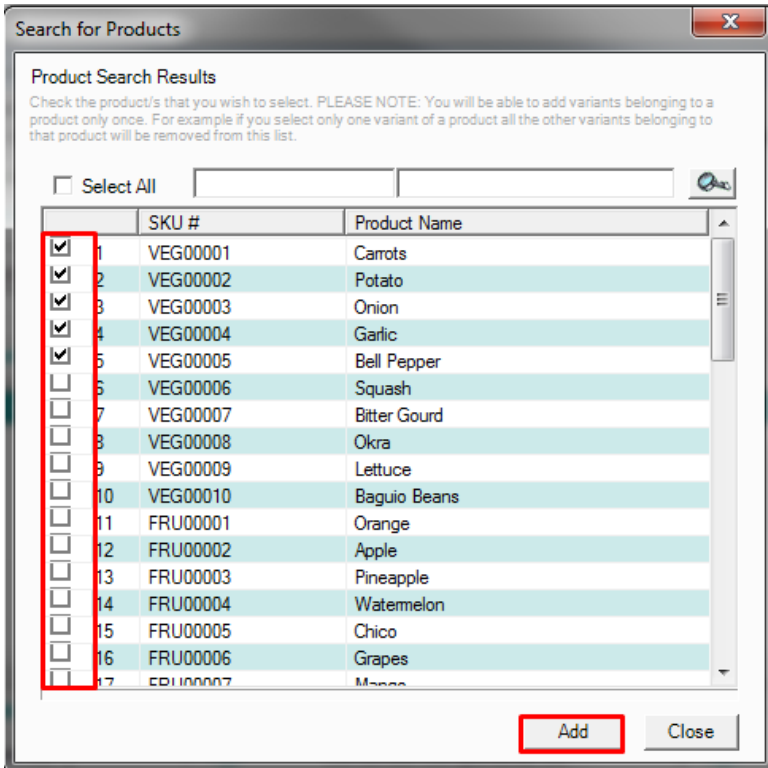 Search for Products
Product Search Results
Check the product/s that you wish to select. PLEASE NOTE: You will be able to add variants belonging to a
product only once. For example if you select only one variant of a product all the other variants belonging to
that product will be removed from this list.
Select All
SKU # Product Name
1 VEG00001 Carrots
2 VEG00002 Potato
3 VEG00003 Onion
4 VEG00004 Garlic
5 VEG00005 Bell Pepper
6 VEG00006 Squash
7 VEG00007 Bitter Gourd
8 VEG00008 Okra
9 VEG00009 Lettuce
10 VEG00010 Baguio Beans
11 FRU00001 Orange
12 FRU00002 Apple
13 FRU00003 Pineapple
14 FRU00004 Watermelon
15 FRU00005 Chico
16 FRU00006 Grapes
17 FRU00007 Mango
Add Close